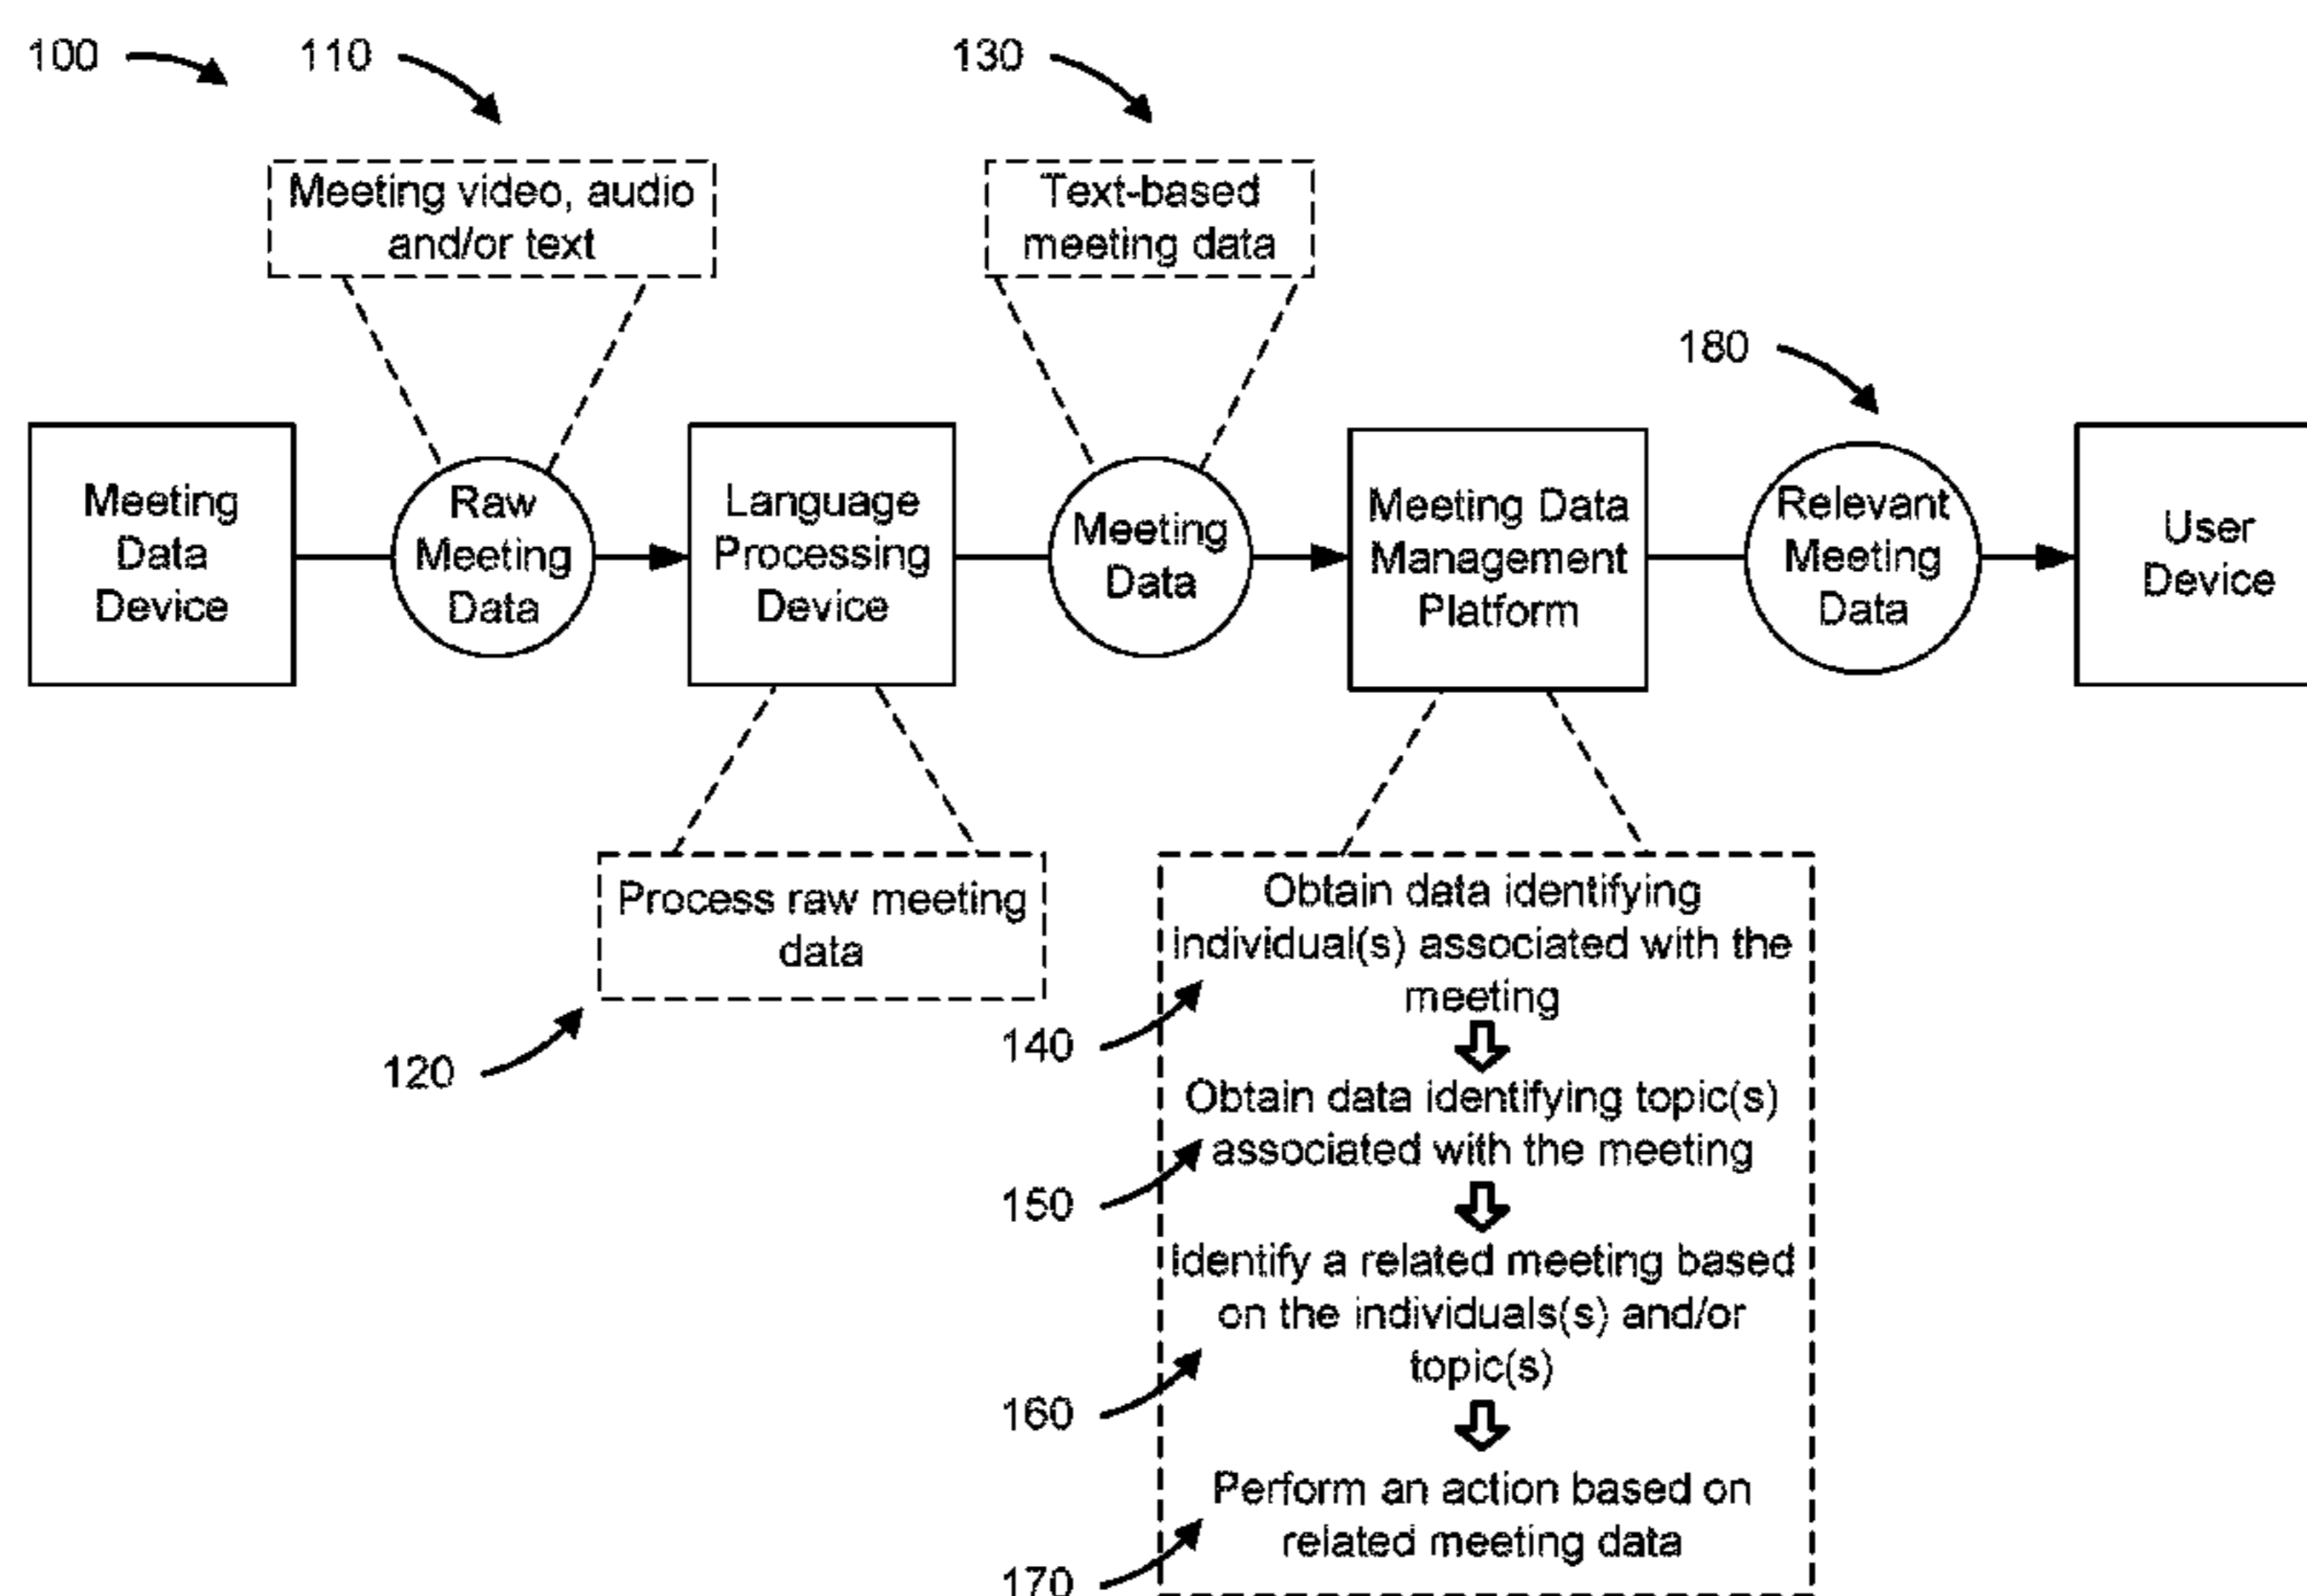 100
110
130
Meeting video, audio
and/or text
Text-based
meeting data
180
Meeting
Data
Device
Raw
Meeting
Data
Language
Processing
Device
Meeting
Data
Meeting Data
Management
Platform
Relevant
Meeting
Data
User
Device
Process raw meeting
data
120
Obtain data identifying
individual(s) associated with the
meeting
140
Obtain data identifying topic(s)
associated with the meeting
150
Identify a related meeting based
on the individuals(s) and/or
topic(s)
160
Perform an action based on
related meeting data
170